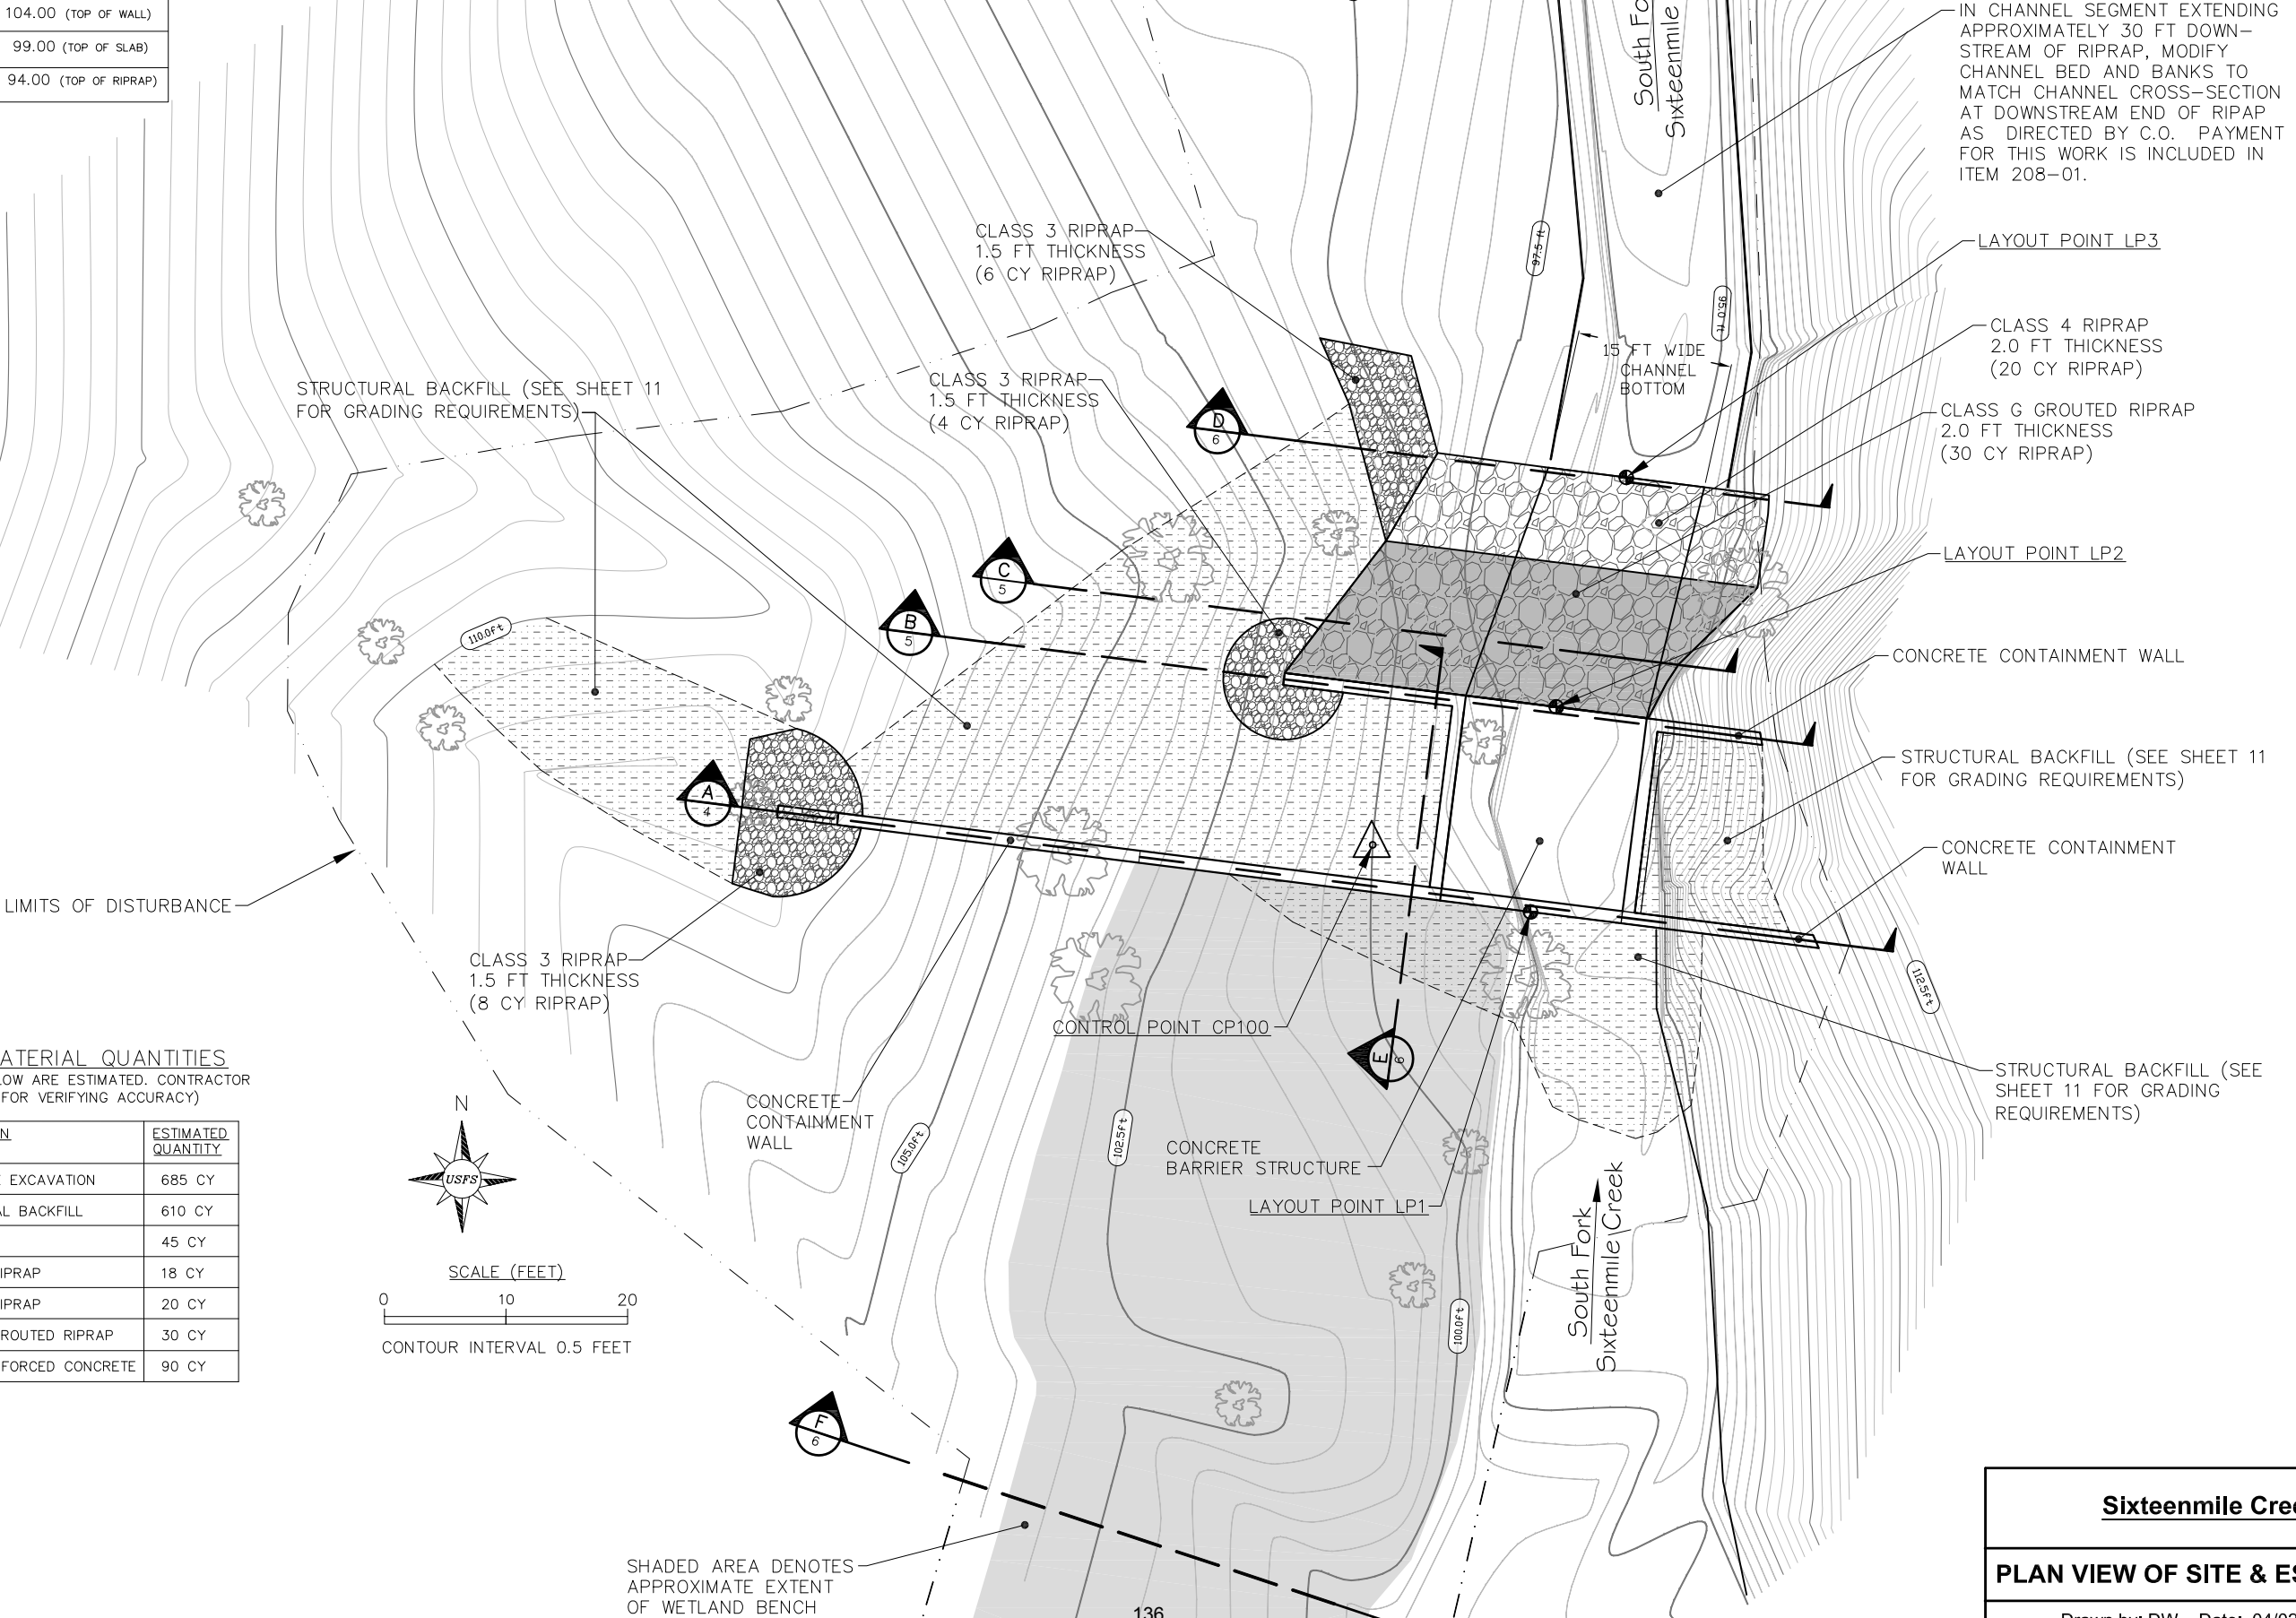 104.00 (TOP OF WALL)
99.00 (TOP OF SLAB)
94.00 (TOP OF RIPRAP)
South Fo
Sixteenmile
IN CHANNEL SEGMENT EXTENDING
APPROXIMATELY 30 FT DOWN-
STREAM OF RIPRAP, MODIFY
CHANNEL BED AND BANKS TO
MATCH CHANNEL CROSS-SECTION
AT DOWNSTREAM END OF RIPAP
AS DIRECTED BY C.O. PAYMENT
FOR THIS WORK IS INCLUDED IN
ITEM 208-01.
CLASS 3 RIPRAP
1.5 FT THICKNESS
(6 CY RIPRAP)
97.5 ft
LAYOUT POINT LP3
95.0 ft
15 FT WIDE
CHANNEL
BOTTOM
CLASS 4 RIPRAP
2.0 FT THICKNESS
(20 CY RIPRAP)
STRUCTURAL BACKFILL (SEE SHEET 11
FOR GRADING REQUIREMENTS)
CLASS 3 RIPRAP
1.5 FT THICKNESS
(4 CY RIPRAP)
D
6
CLASS G GROUTED RIPRAP
2.0 FT THICKNESS
(30 CY RIPRAP)
LAYOUT POINT LP2
C
5
B
5
110.0ft
CONCRETE CONTAINMENT WALL
STRUCTURAL BACKFILL (SEE SHEET 11
FOR GRADING REQUIREMENTS)
A
4
CONCRETE CONTAINMENT
WALL
LIMITS OF DISTURBANCE
CLASS 3 RIPRAP
1.5 FT THICKNESS
(8 CY RIPRAP)
112.5ft
CONTROL POINT CP100
E
6
STRUCTURAL BACKFILL (SEE
SHEET 11 FOR GRADING
REQUIREMENTS)
ATERIAL QUANTITIES
LOW ARE ESTIMATED. CONTRACTOR
FOR VERIFYING ACCURACY)
N
ESTIMATED
QUANTITY
EXCAVATION 685 CY
AL BACKFILL 610 CY
45 CY
IPRAP 18 CY
IPRAP 20 CY
ROUTED RIPRAP 30 CY
FORCED CONCRETE 90 CY
N
USFS
SCALE (FEET)
0 10 20
CONTOUR INTERVAL 0.5 FEET
CONCRETE
CONTAINMENT
WALL
105.0ft
102.5ft
CONCRETE
BARRIER STRUCTURE
LAYOUT POINT LP1
100.0ft
South Fork
Sixteenmile Creek
F
6
SHADED AREA DENOTES
APPROXIMATE EXTENT
OF WETLAND BENCH
136
Sixteenmile Cree
PLAN VIEW OF SITE & ES